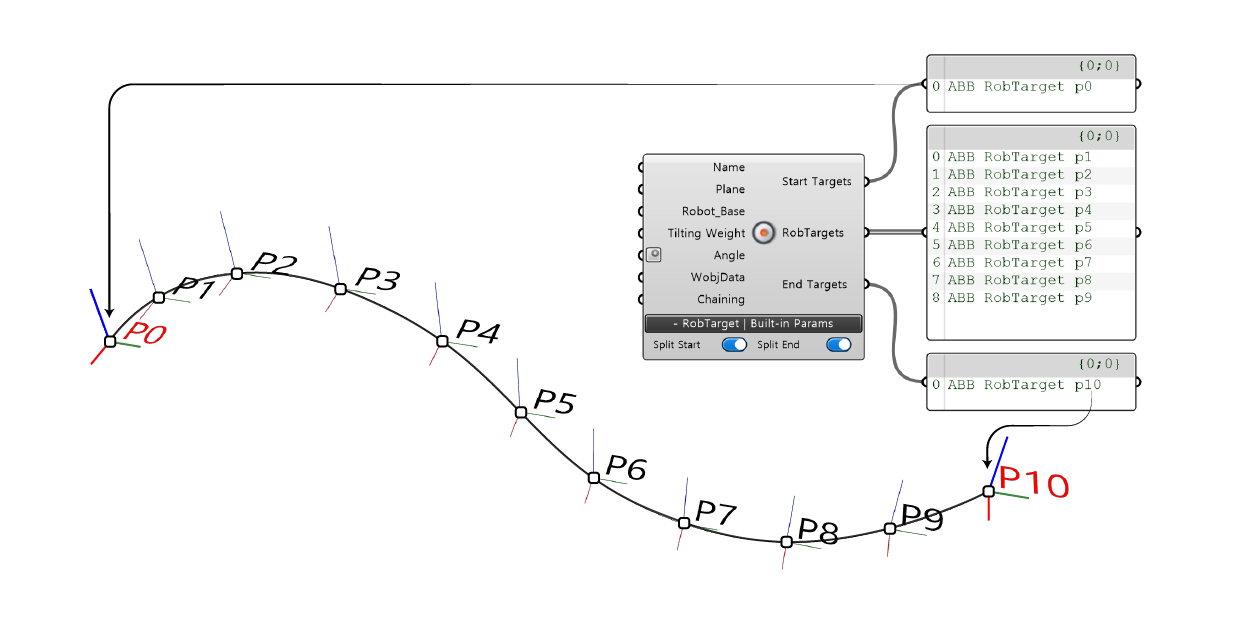 {0;0}
0 ABB RobTarget p0
{0;0}
0 ABB RobTarget p1
1 ABB RobTarget p2
2 ABB RobTarget p3
3 ABB RobTarget p4
4 ABB RobTarget p5
5 ABB RobTarget p6
6 ABB RobTarget p7
7 ABB RobTarget p8
8 ABB RobTarget p9
{0;0}
0 ABB RobTarget p10
Name
Plane
Robot_Base
Tilting Weight
Angle
WobjData
Chaining
Start Targets
RobTargets
End Targets
- RobTarget | Built-in Params
Split Start Split End
P0
P1
P2
P3
P4
P5
P6
P7
P8
P9
P10